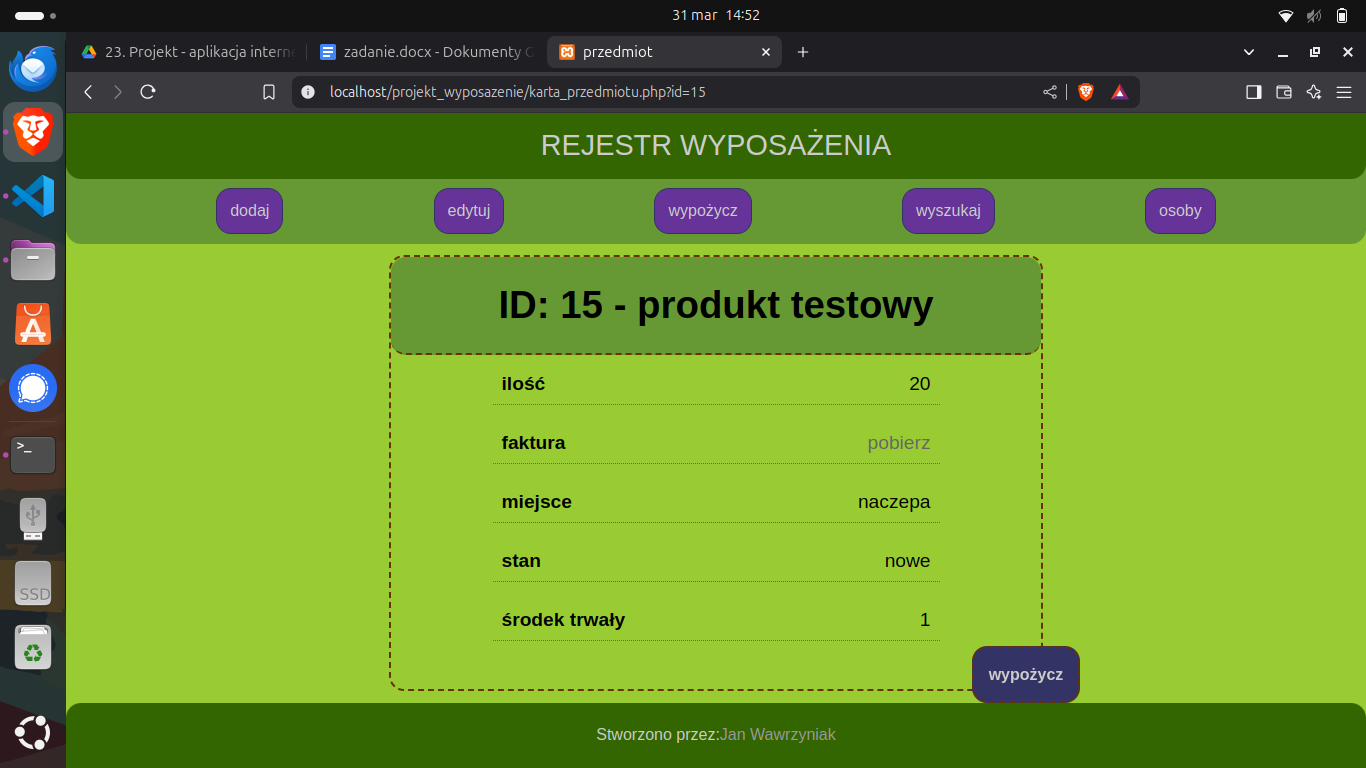 31 mar 14:52
23. Projekt - aplikacja interne
zadanie.docx - Dokumenty G
przedmiot
localhost/projekt_wyposazenie/karta_przedmiotu.php?id=15
REJESTR WYPOSAŻENIA
dodaj
edytuj
wypożycz
wyszukaj
osoby
ID: 15 - produkt testowy
ilość 20
faktura pobierz
miejsce naczepa
stan nowe
środek trwały 1
wypożycz
Stworzono przez:Jan Wawrzyniak
>_
SSD